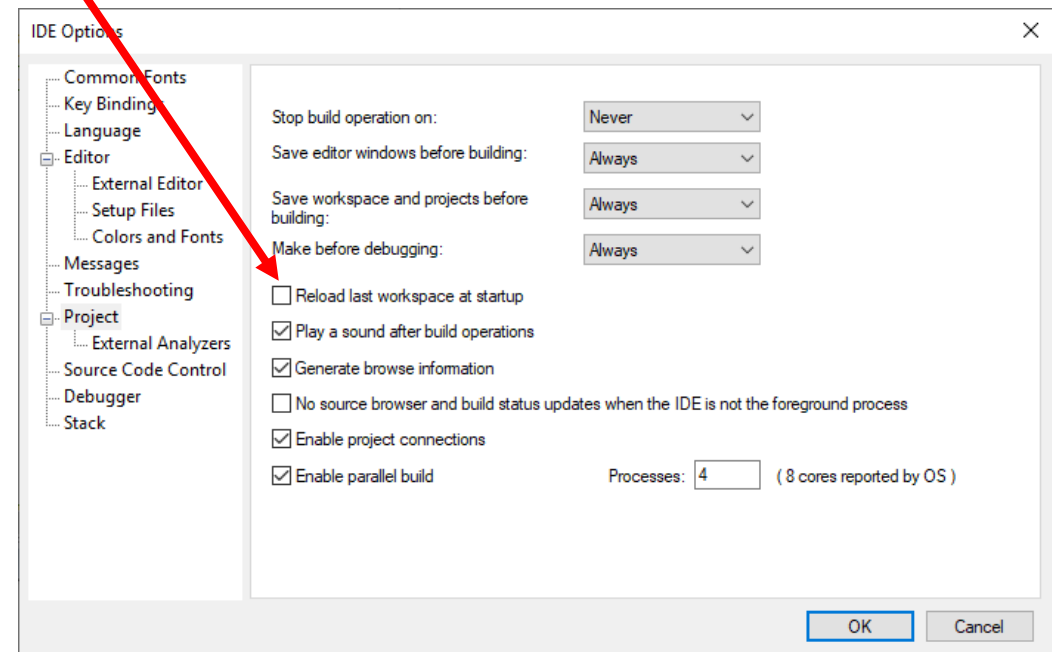 IDE Options
Common Fonts
Key Bindings
Language
Editor
External Editor
Setup Files
Colors and Fonts
Messages
Troubleshooting
Project
External Analyzers
Source Code Control
Debugger
Stack
Stop build operation on: Never
Save editor windows before building: Always
Save workspace and projects before
building: Always
Make before debugging: Always
Reload last workspace at startup
Play a sound after build operations
Generate browse information
No source browser and build status updates when the IDE is not the foreground process
Enable project connections
Enable parallel build Processes: 4 ( 8 cores reported by OS )
OK Cancel